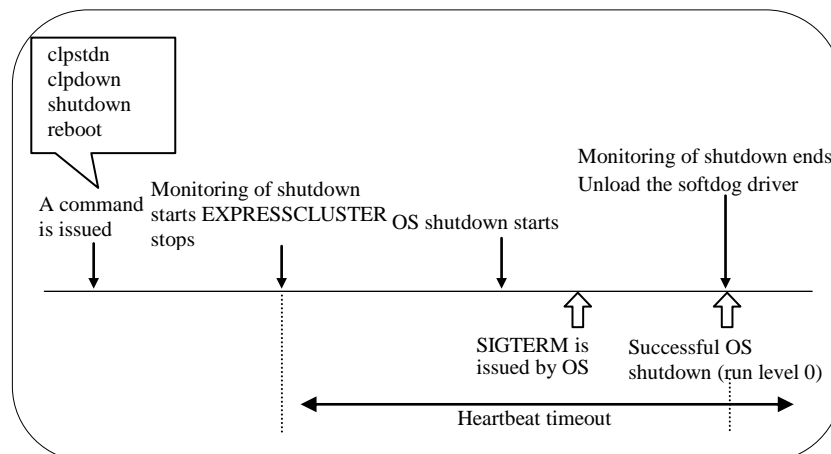 clpstdn
clpdown
shutdown
reboot
A command
is issued
Monitoring of shutdown
starts EXPRESSCLUSTER
stops
OS shutdown starts
Monitoring of shutdown ends
Unload the softdog driver
SIGTERM is
issued by OS
Successful OS
shutdown (run level 0)
Heartbeat timeout